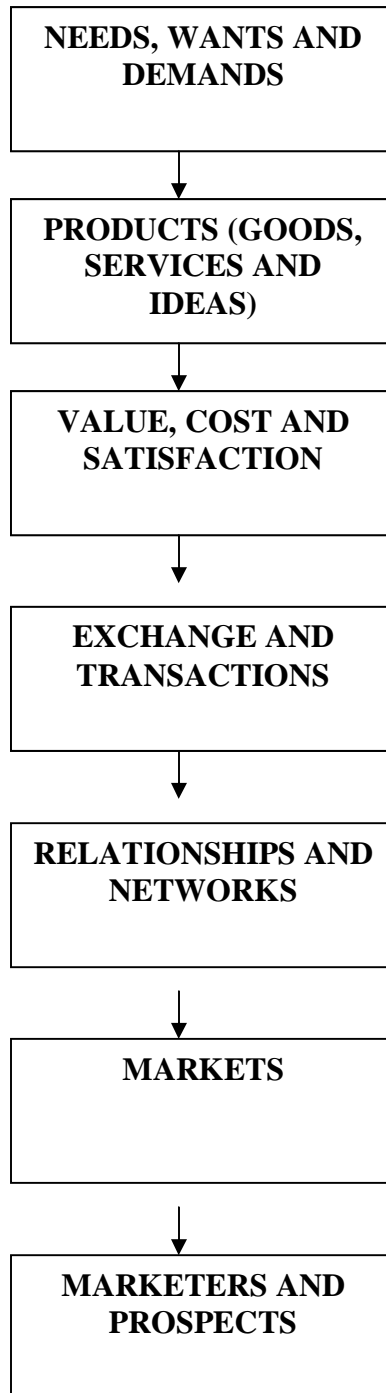 NEEDS, WANTS AND
DEMANDS
PRODUCTS (GOODS,
SERVICES AND
IDEAS)
VALUE, COST AND
SATISFACTION
EXCHANGE AND
TRANSACTIONS
RELATIONSHIPS AND
NETWORKS
MARKETS
MARKETERS AND
PROSPECTS